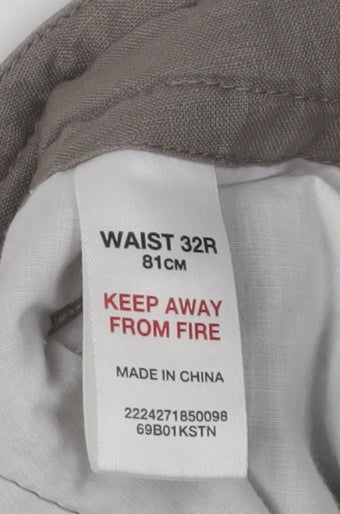 WAIST 32R
81CM
KEEP AWAY
FROM FIRE
MADE IN CHINA
2224271850098
69B01KSTN